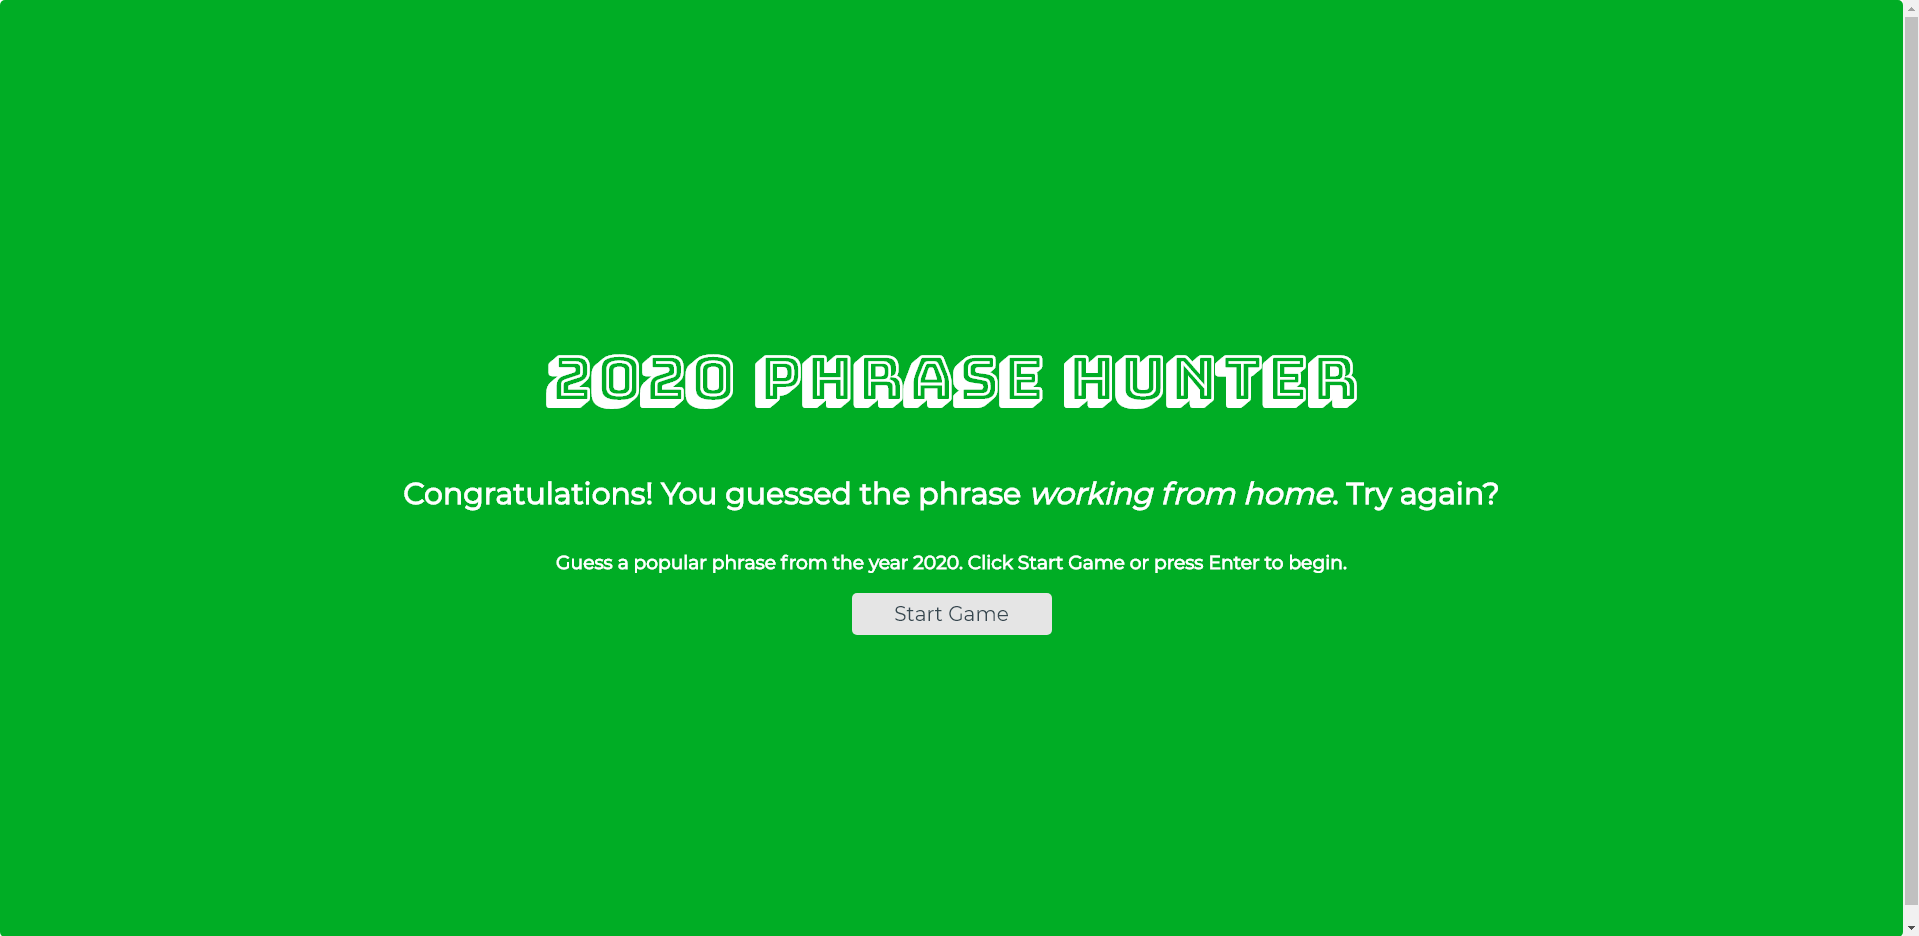 2020 PHRASE HUNTER
Congratulations! You guessed the phrase working from home. Try again?
Guess a popular phrase from the year 2020. Click Start Game or press Enter to begin.
Start Game